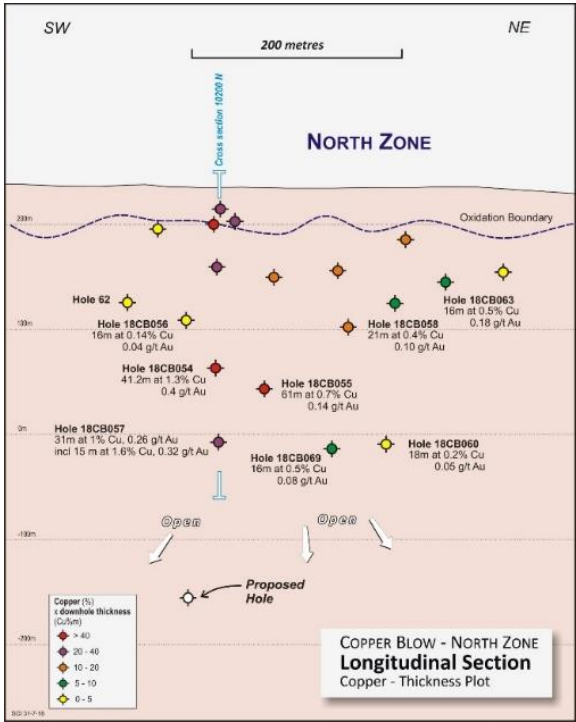 SW
NE
200 metres
Cross section 10200 N
NORTH ZONE
200m
Oxidation Boundary
Hole 62
Hole 18CB056
16m at 0.14% Cu
0.04 g/t Au
Hole 18CB063
16m at 0.5% Cu
0.18 g/t Au
Hole 18CB058
21m at 0.4% Cu
0.10 g/t Au
100m
Hole 18CB054
41.2m at 1.3% Cu
0.4 g/t Au
Hole 18CB055
61m at 0.7% Cu
0.14 g/t Au
Hole 18CB057
31m at 1% Cu, 0.26 g/t Au
incl 15 m at 1.6% Cu, 0.32 g/t Au
0m
Hole 18CB069
16m at 0.5% Cu
0.08 g/t Au
Hole 18CB060
18m at 0.2% Cu
0.05 g/t Au
Open
Open
-100m
Proposed
Hole
Copper (%)
x downhole thickness
(Cu%m)
> 40
20 - 40
10 - 20
5 - 10
0 - 5
-200m
COPPER BLOW - NORTH ZONE
Longitudinal Section
Copper - Thickness Plot